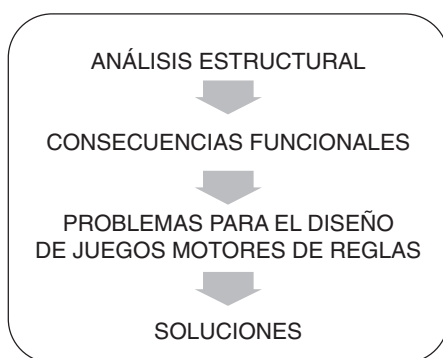 ANÁLISIS ESTRUCTURAL
CONSECUENCIAS FUNCIONALES
PROBLEMAS PARA EL DISEÑO
DE JUEGOS MOTORES DE REGLAS
SOLUCIONES